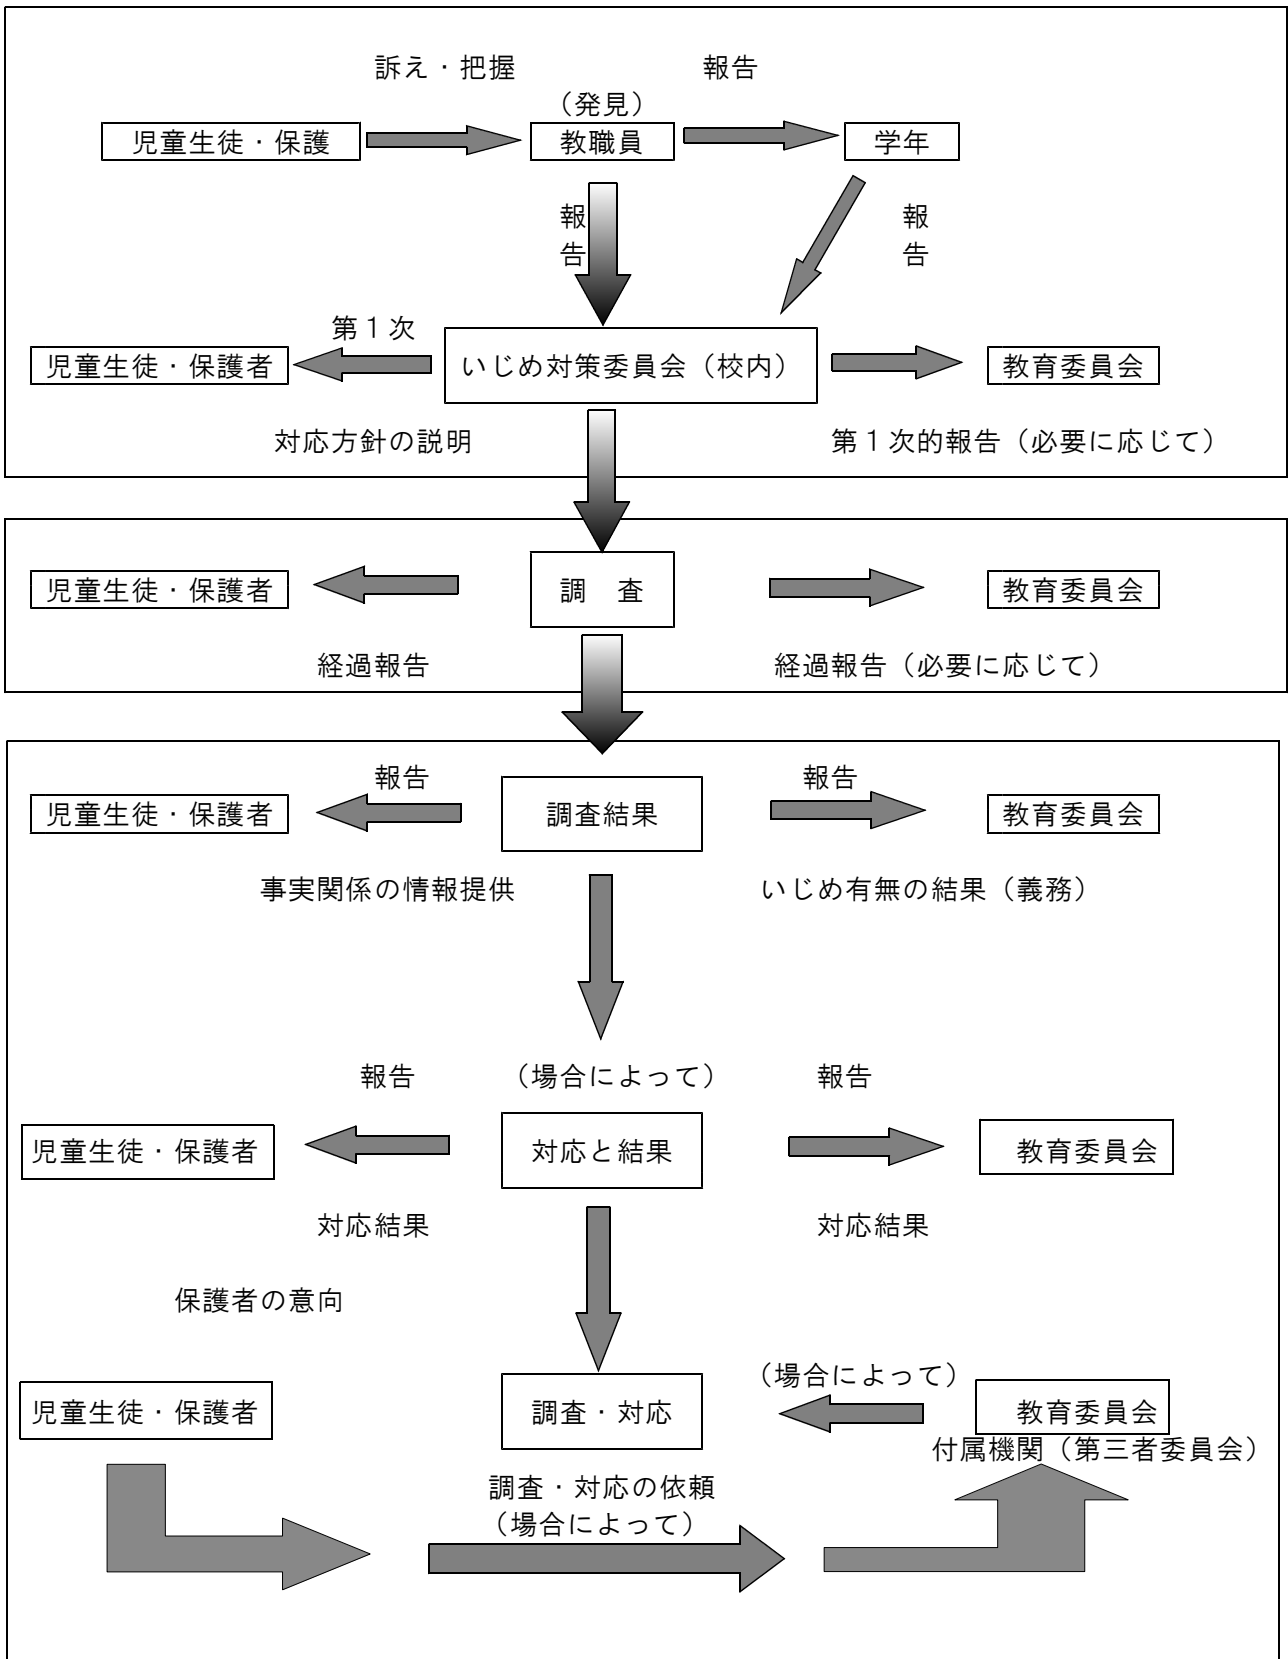 訴え・把握
報告
（発見）
児童生徒・保護
教職員
学年
報告
報告
第１次
児童生徒・保護者
いじめ対策委員会（校内）
教育委員会
対応方針の説明
第１次的報告（必要に応じて）
児童生徒・保護者
調　査
教育委員会
経過報告
経過報告（必要に応じて）
報告
報告
児童生徒・保護者
調査結果
教育委員会
事実関係の情報提供
いじめ有無の結果（義務）
報告
（場合によって）
報告
児童生徒・保護者
対応と結果
教育委員会
対応結果
対応結果
保護者の意向
（場合によって）
児童生徒・保護者
調査・対応
教育委員会
付属機関（第三者委員会）
調査・対応の依頼
（場合によって）